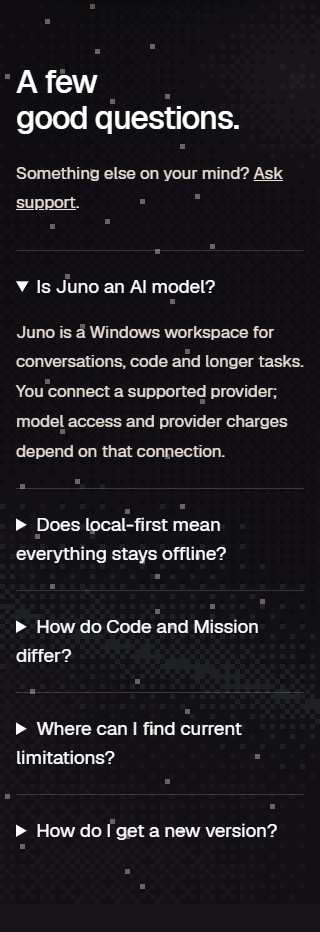 A few
good questions.
Something else on your mind? Ask
support.
Is Juno an AI model?
Juno is a Windows workspace for
conversations, code and longer tasks.
You connect a supported provider;
model access and provider charges
depend on that connection.
Does local-first mean
everything stays offline?
How do Code and Mission
differ?
Where can I find current
limitations?
How do I get a new version?